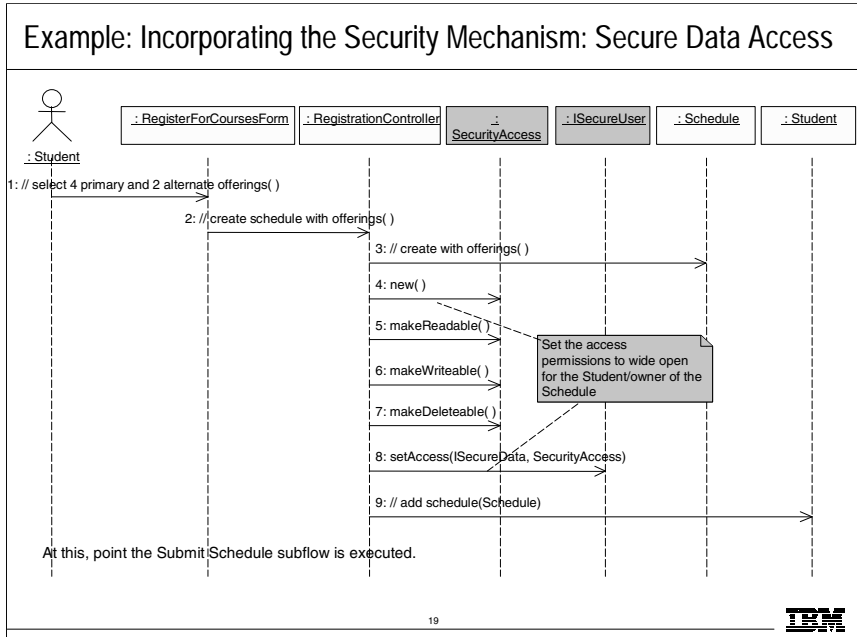 Example: Incorporating the Security Mechanism: Secure Data Access
: Student
: RegisterForCoursesForm
: RegistrationController
:
SecurityAccess
: ISecureUser
: Schedule
: Student
1: // select 4 primary and 2 alternate offerings( )
2: // create schedule with offerings( )
3: // create with offerings( )
4: new( )
5: makeReadable( )
Set the access
permissions to wide open
for the Student/owner of the
Schedule
6: makeWriteable( )
7: makeDeleteable( )
8: setAccess(ISecureData, SecurityAccess)
9: // add schedule(Schedule)
At this, point the Submit Schedule subflow is executed.
19
IBM